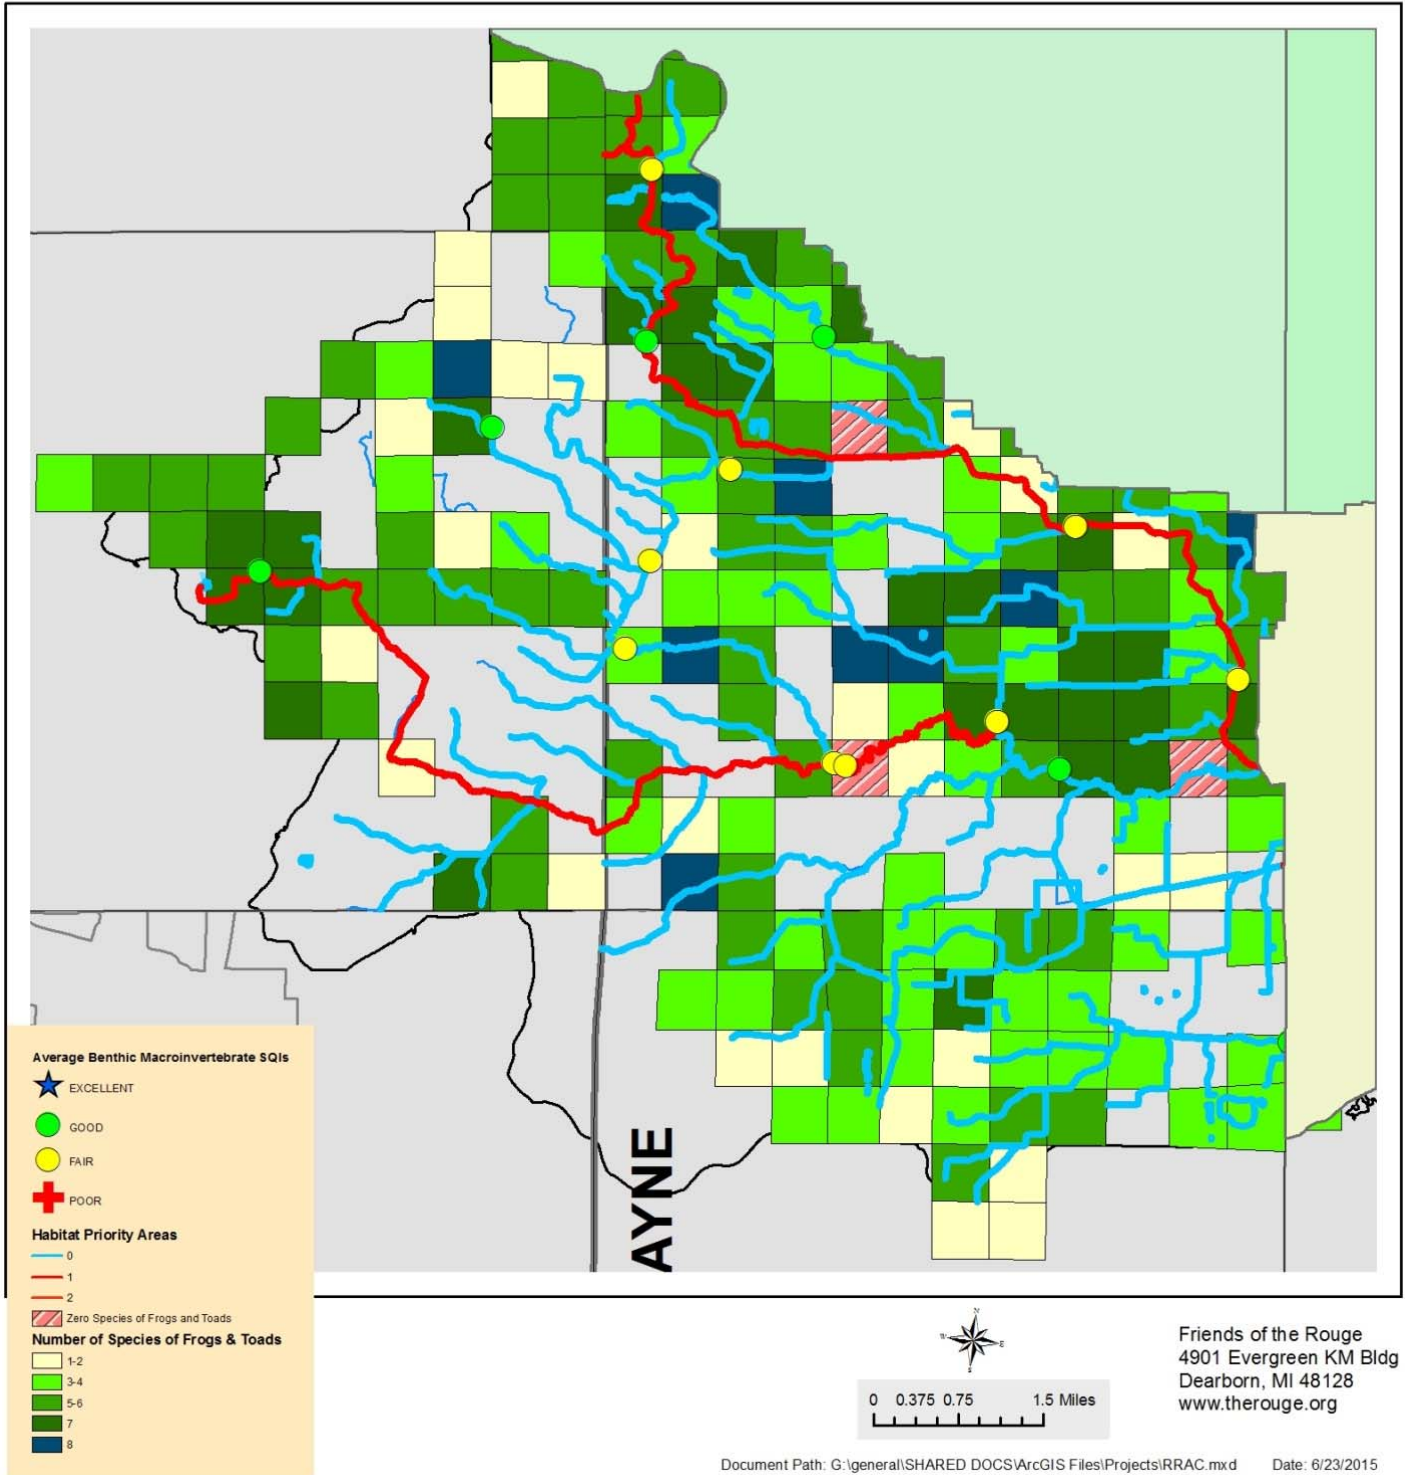 AYNE
Average Benthic Macroinvertebrate SQIs
EXCELLENT
GOOD
FAIR
POOR
Habitat Priority Areas
0
1
2
Zero Species of Frogs and Toads
Number of Species of Frogs & Toads
1-2
3-4
5-6
7
8
N
W
E
S
0 0.375 0.75 1.5 Miles
Friends of the Rouge
4901 Evergreen KM Bldg
Dearborn, MI 48128
www.therouge.org
Document Path: G:\general\SHARED DOCS\ArcGIS Files\Projects\RRAC.mxd Date: 6/23/2015